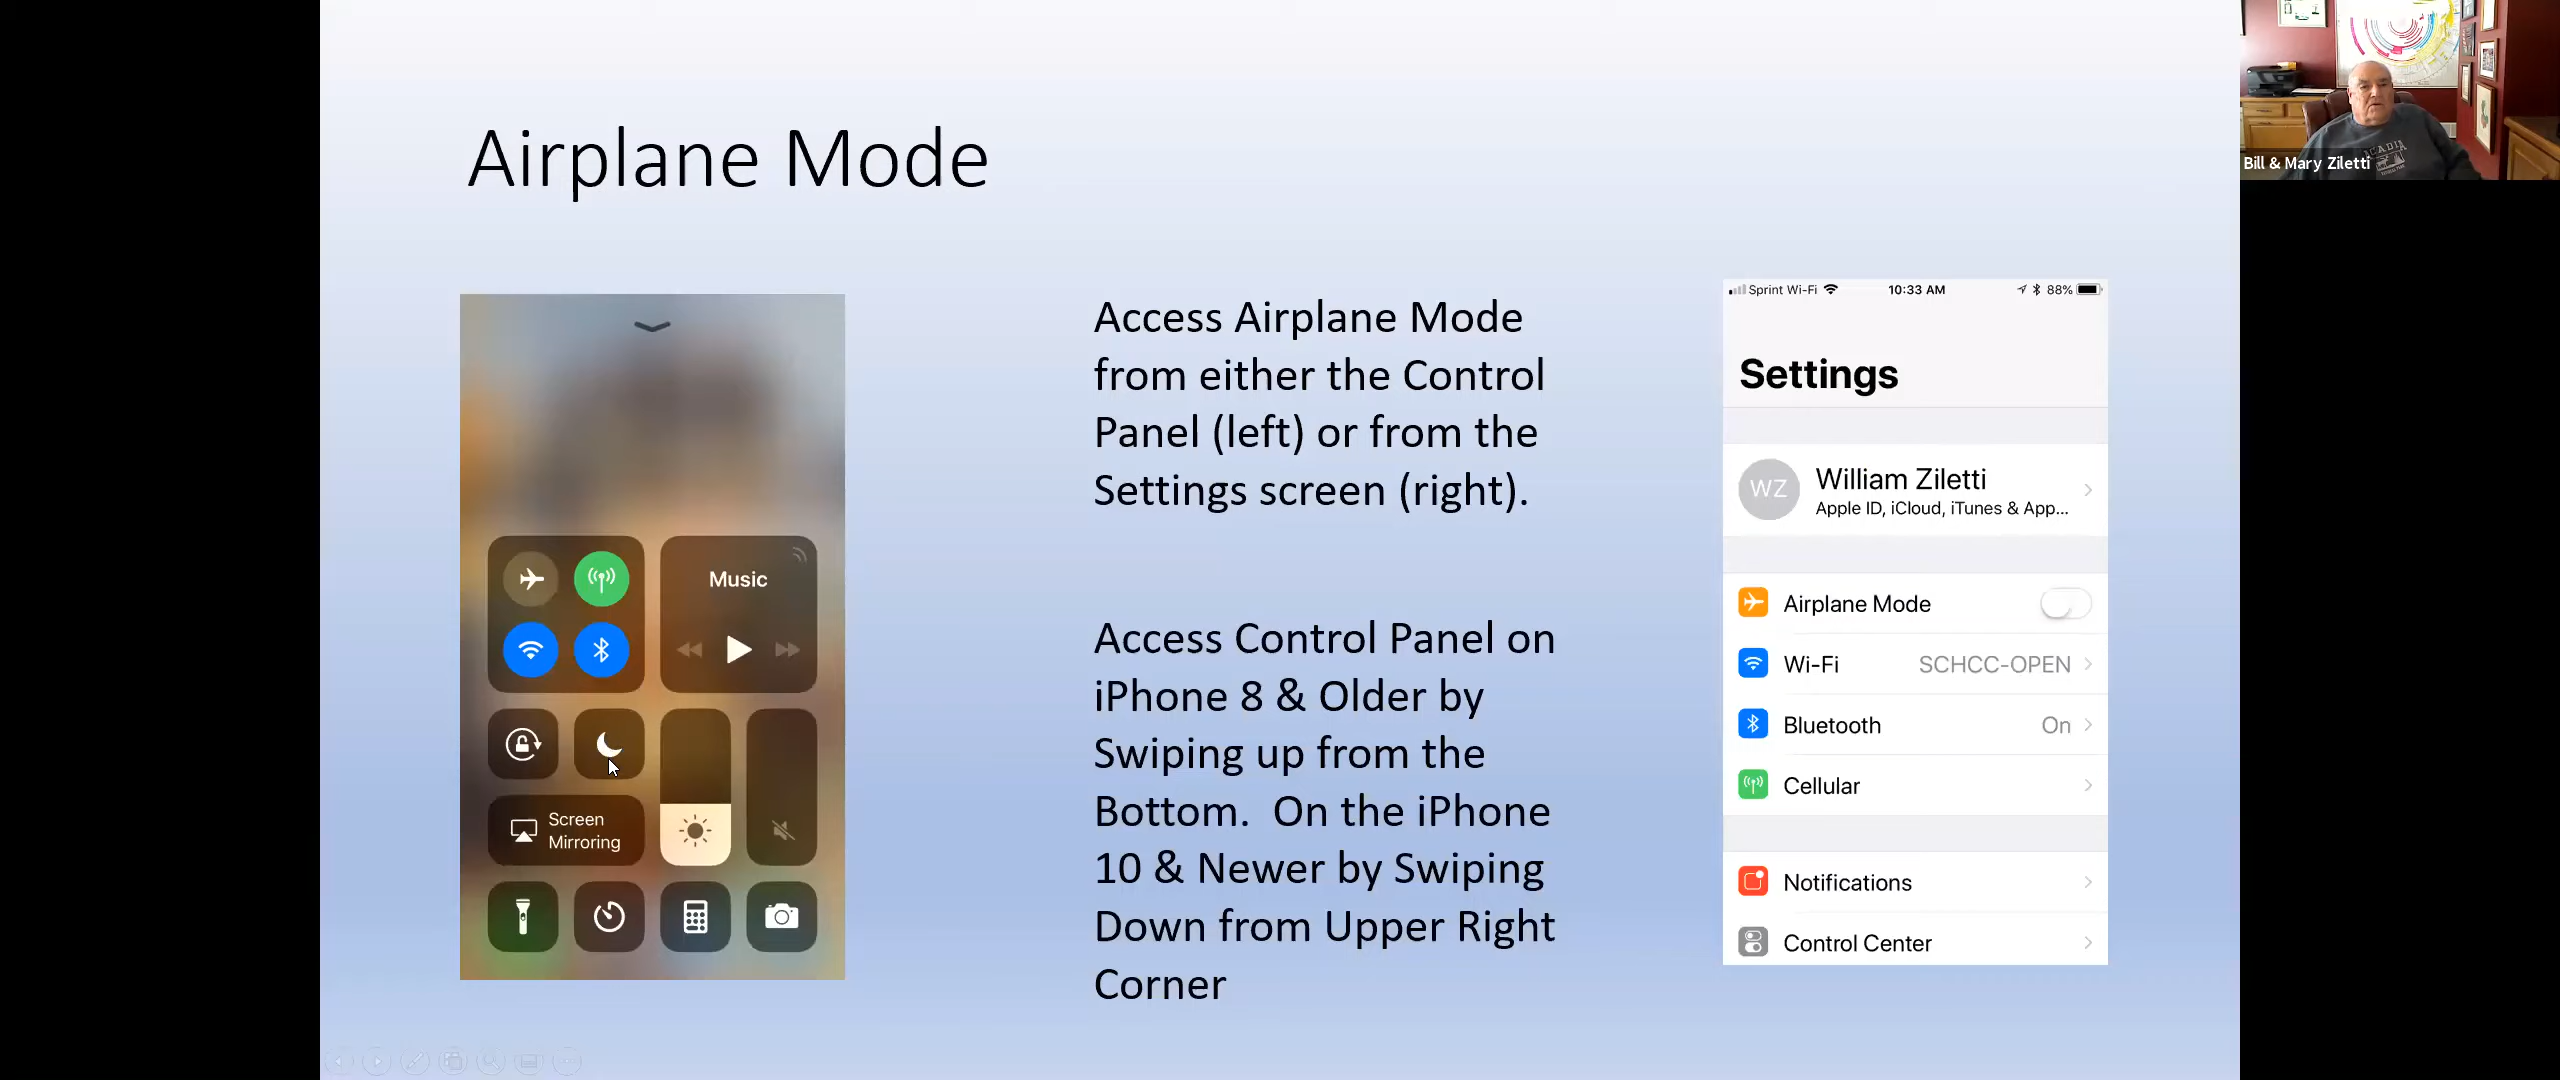 Airplane Mode
Music
Screen
Mirroring
Access Airplane Mode
from either the Control
Panel (left) or from the
Settings screen (right).
Access Control Panel on
iPhone 8 & Older by
Swiping up from the
Bottom.  On the iPhone
10 & Newer by Swiping
Down from Upper Right
Corner
Sprint Wi-Fi 10:33 AM 88%
Settings
WZ
William Ziletti
Apple ID, iCloud, iTunes & App...
Airplane Mode
Wi-Fi SCHCC-OPEN
Bluetooth On
Cellular
Notifications
Control Center
Bill & Mary Ziletti